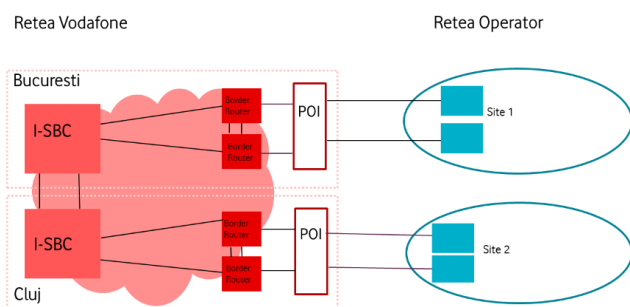 Retea Vodafone
Retea Operator
Bucuresti
I-SBC
Border
Router
Border
Router
POI
Site 1
I-SBC
Border
Router
Border
Router
POI
Site 2
Cluj